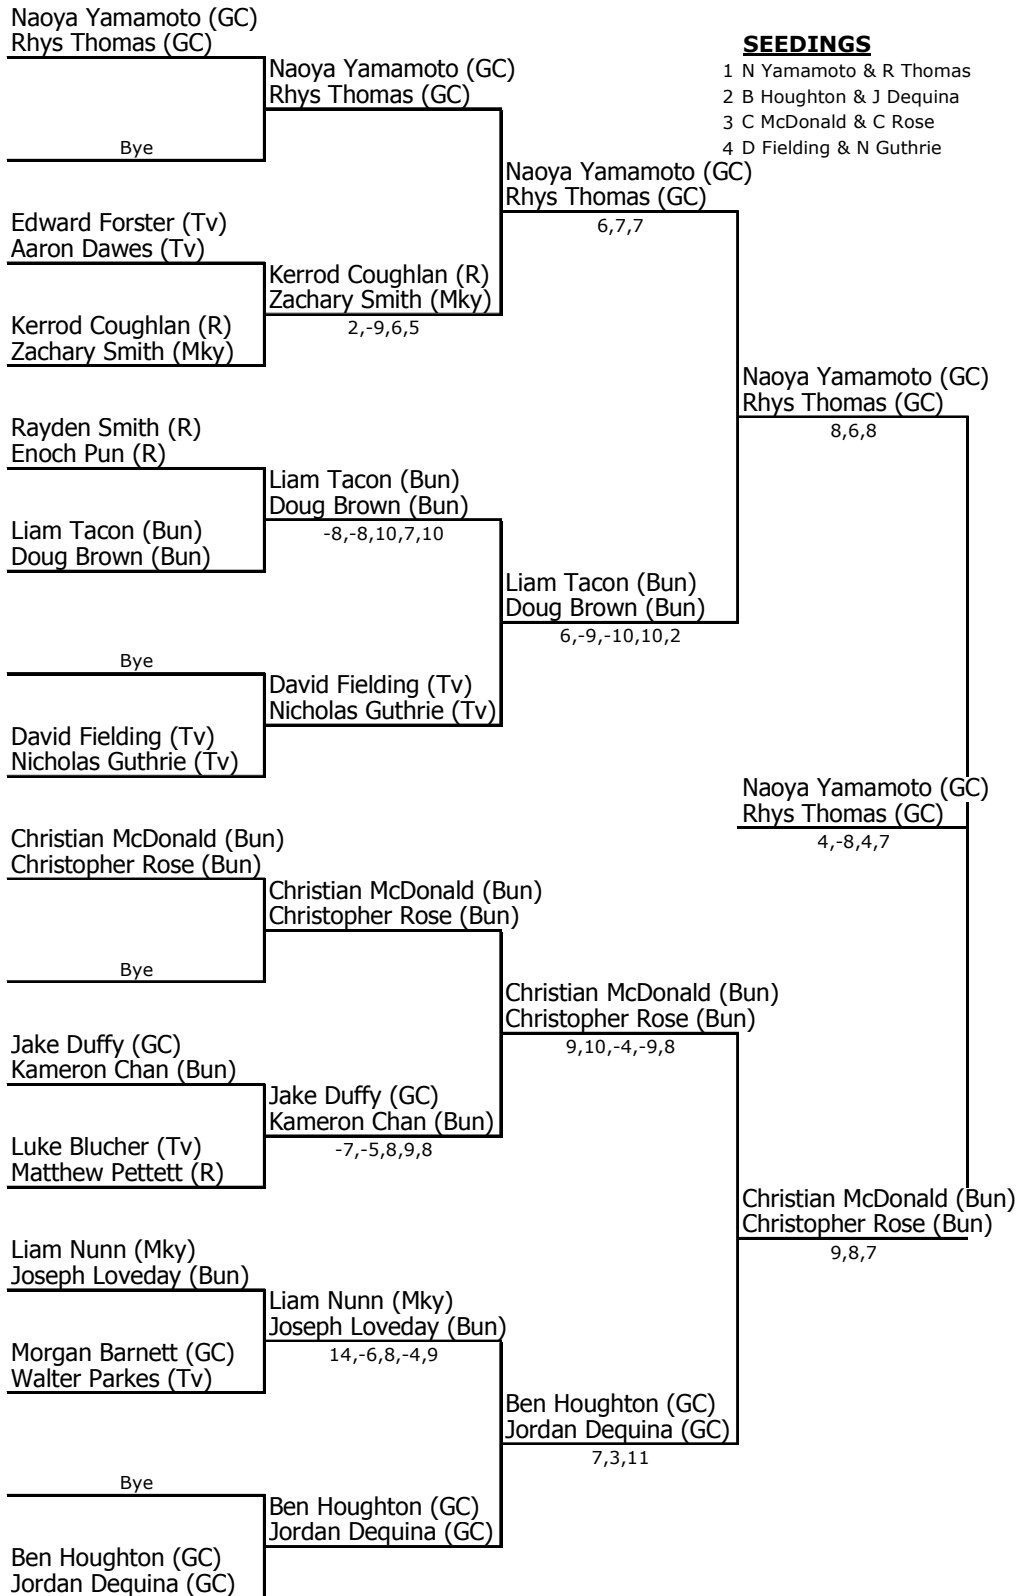 Naoya Yamamoto (GC)
Rhys Thomas (GC)
Bye
Edward Forster (Tv)
Aaron Dawes (Tv)
Kerrod Coughlan (R)
Zachary Smith (Mky)
Rayden Smith (R)
Enoch Pun (R)
Liam Tacon (Bun)
Doug Brown (Bun)
Bye
David Fielding (Tv)
Nicholas Guthrie (Tv)
Christian McDonald (Bun)
Christopher Rose (Bun)
Bye
Jake Duffy (GC)
Kameron Chan (Bun)
Luke Blucher (Tv)
Matthew Pettett (R)
Liam Nunn (Mky)
Joseph Loveday (Bun)
Morgan Barnett (GC)
Walter Parkes (Tv)
Bye
Ben Houghton (GC)
Jordan Dequina (GC)
Naoya Yamamoto (GC)
Rhys Thomas (GC)
Kerrod Coughlan (R)
Zachary Smith (Mky)
2,-9,6,5
Liam Tacon (Bun)
Doug Brown (Bun)
-8,-8,10,7,10
David Fielding (Tv)
Nicholas Guthrie (Tv)
Christian McDonald (Bun)
Christopher Rose (Bun)
Jake Duffy (GC)
Kameron Chan (Bun)
-7,-5,8,9,8
Liam Nunn (Mky)
Joseph Loveday (Bun)
14,-6,8,-4,9
Ben Houghton (GC)
Jordan Dequina (GC)
Naoya Yamamoto (GC)
Rhys Thomas (GC)
6,7,7
Liam Tacon (Bun)
Doug Brown (Bun)
6,-9,-10,10,2
Christian McDonald (Bun)
Christopher Rose (Bun)
9,10,-4,-9,8
Ben Houghton (GC)
Jordan Dequina (GC)
7,3,11
SEEDINGS
1 N Yamamoto & R Thomas
2 B Houghton & J Dequina
3 C McDonald & C Rose
4 D Fielding & N Guthrie
Naoya Yamamoto (GC)
Rhys Thomas (GC)
8,6,8
Naoya Yamamoto (GC)
Rhys Thomas (GC)
4,-8,4,7
Christian McDonald (Bun)
Christopher Rose (Bun)
9,8,7